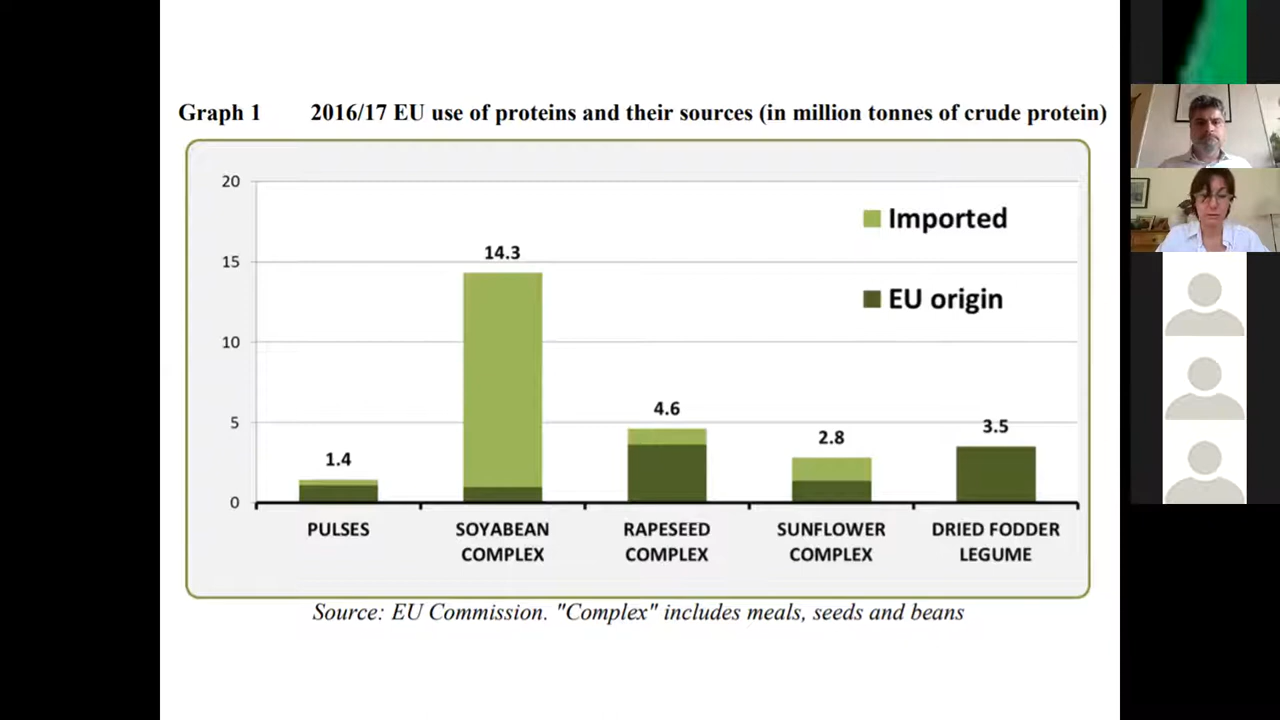 Graph 1 2016/17 EU use of proteins and their sources (in million tonnes of crude protein)
20
15
10
5
0
Imported
EU origin
1.4
14.3
4.6
2.8
3.5
PULSES
SOYABEAN
COMPLEX
RAPESEED
COMPLEX
SUNFLOWER
COMPLEX
DRIED FODDER
LEGUME
Source: EU Commission. "Complex" includes meals, seeds and beans